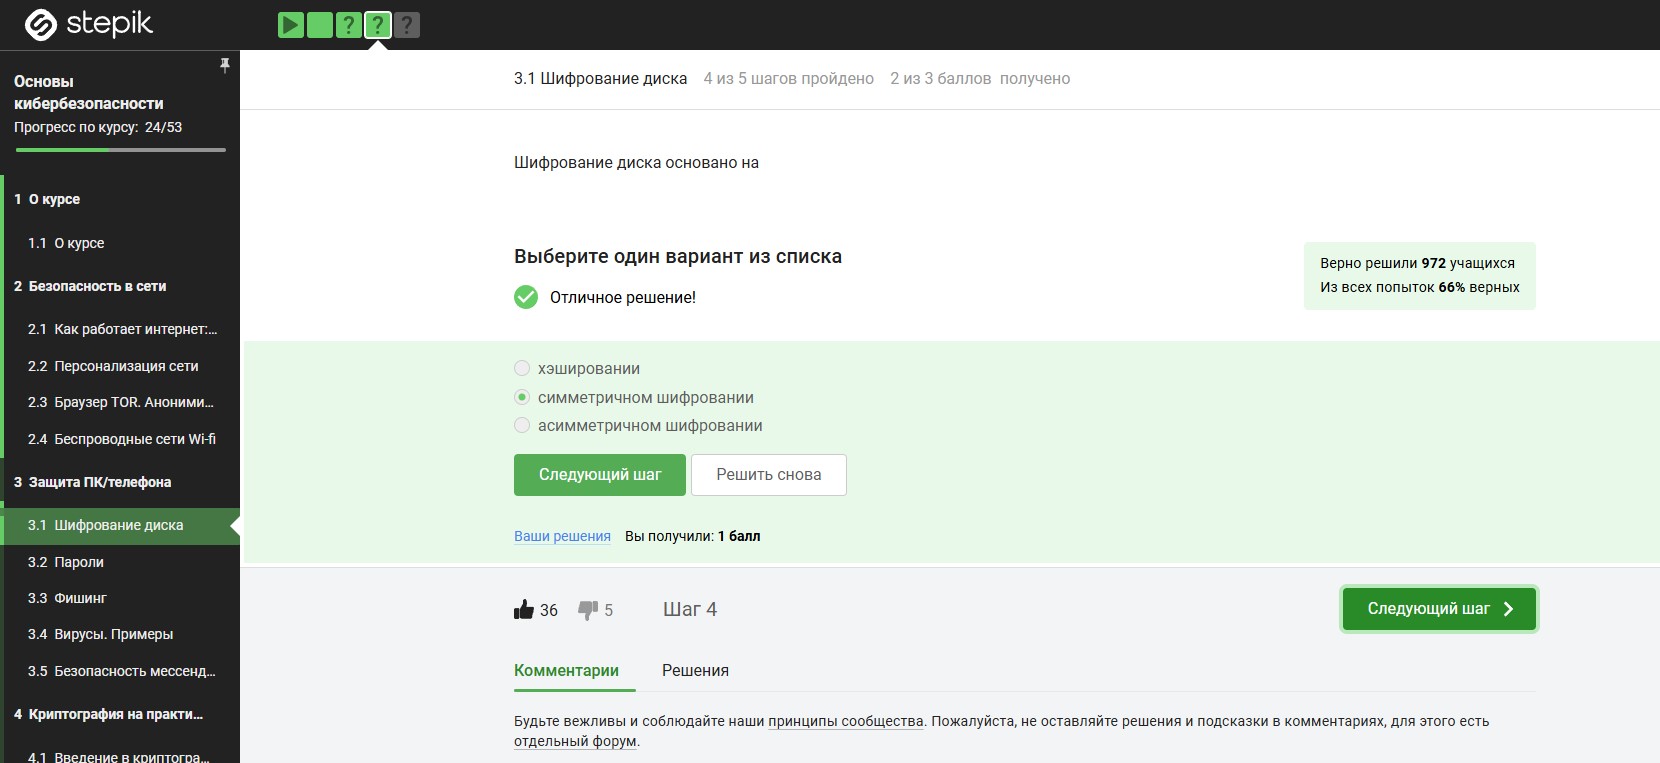 stepik
? ? ?
Основы
кибербезопасности
Прогресс по курсу: 24/53
1 О курсе
1.1 О курсе
2 Безопасность в сети
2.1 Как работает интернет:...
2.2 Персонализация сети
2.3 Браузер TOR. Аноними...
2.4 Беспроводные сети Wi-fi
3 Защита ПК/телефона
3.1 Шифрование диска
3.2 Пароли
3.3 Фишинг
3.4 Вирусы. Примеры
3.5 Безопасность мессенд...
4 Криптография на практи...
4.1 Введение в криптогра...
3.1 Шифрование диска 4 из 5 шагов пройдено 2 из 3 баллов получено
Шифрование диска основано на
Выберите один вариант из списка
Отличное решение!
Верно решили 972 учащихся
Из всех попыток 66% верных
хэшировании
симметричном шифровании
асимметричном шифровании
Следующий шаг Решить снова
Ваши решения Вы получили: 1 балл
36 5 Шаг 4 Следующий шаг
Комментарии Решения
Будьте вежливы и соблюдайте наши принципы сообщества. Пожалуйста, не оставляйте решения и подсказки в комментариях, для этого есть
отдельный форум.